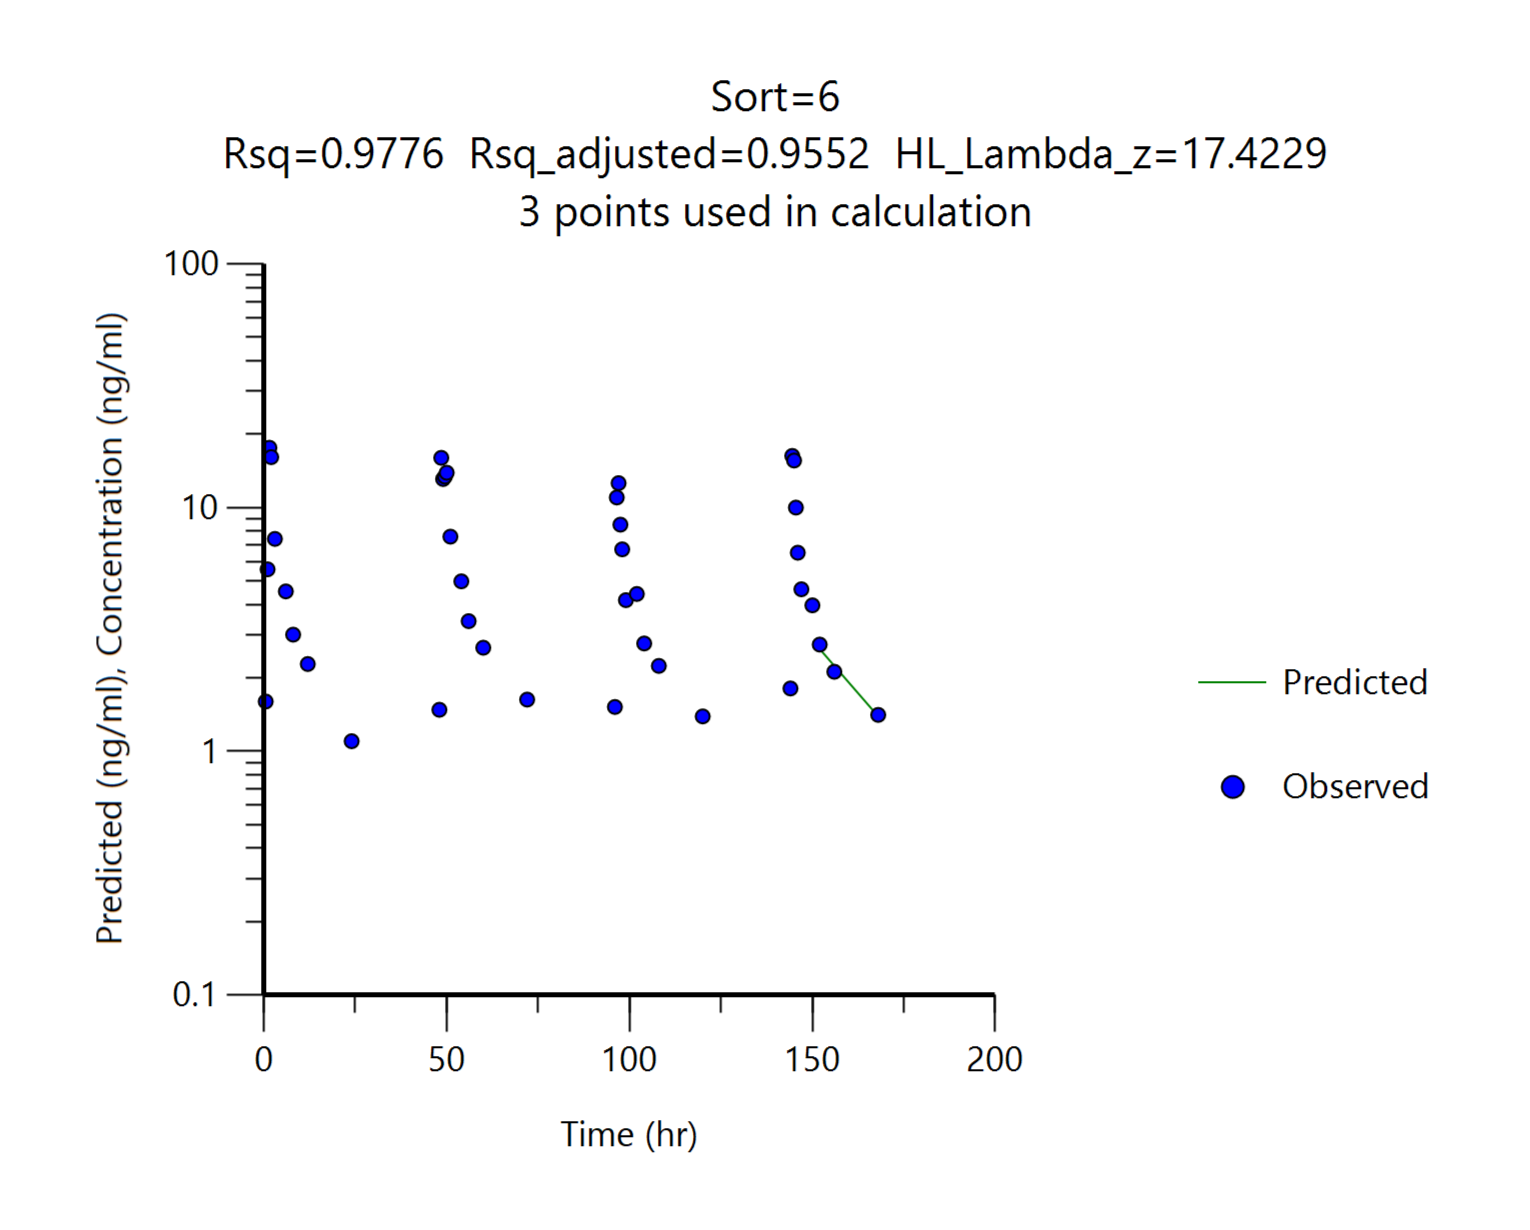 Sort=6
Rsq=0.9776 Rsq_adjusted=0.9552 HL_Lambda_z=17.4229
3 points used in calculation
100
10
1
0.1
Predicted (ng/ml), Concentration (ng/ml)
0 50 100 150 200
Time (hr)
Predicted
Observed